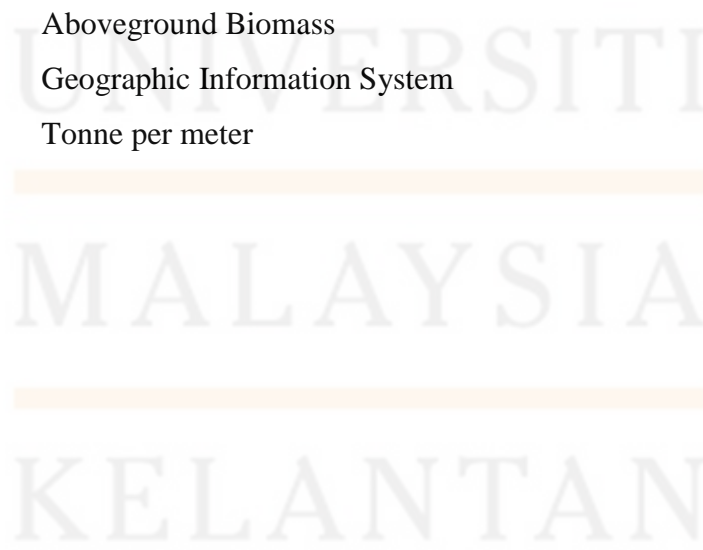 Aboveground Biomass
UNIVERSITI
Geographic Information System
Tonne per meter
MALAYSIA
KELANTAN